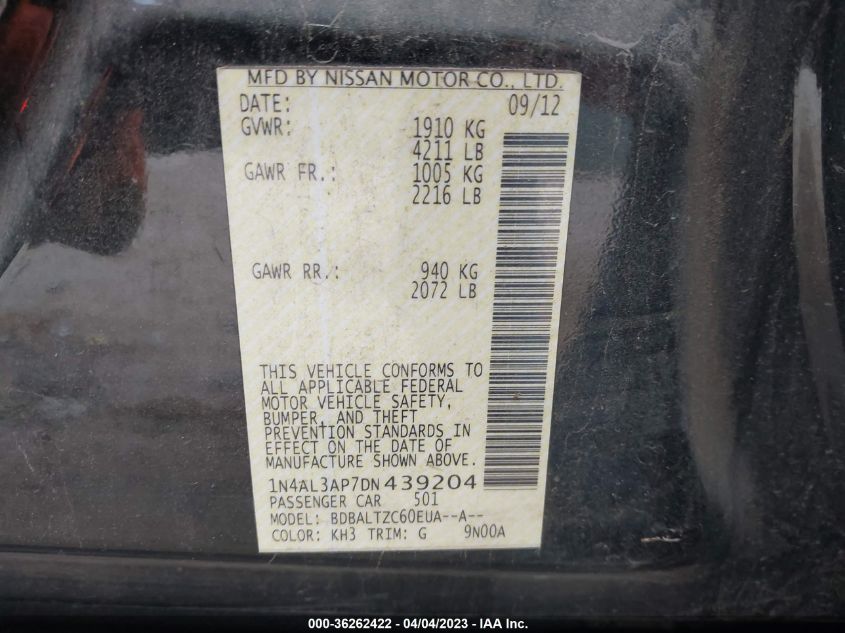 MFD BY NISSAN MOTOR CO., LTD.
DATE: 09/12
GVWR: 1910 KG
4211 LB
GAWR FR.: 1005 KG
2216 LB
GAWR RR.: 940 KG
2072 LB
THIS VEHICLE CONFORMS TO
ALL APPLICABLE FEDERAL
MOTOR VEHICLE SAFETY,
BUMPER, AND THEFT
PREVENTION STANDARDS IN
EFFECT ON THE DATE OF
MANUFACTURE SHOWN ABOVE.
1N4AL3AP7DN439204
PASSENGER CAR 501
MODEL: BDBALTZC60EUA--A--
COLOR: KH3 TRIM: G 9N00A
000-36262422 - 04/04/2023 - IAA Inc.